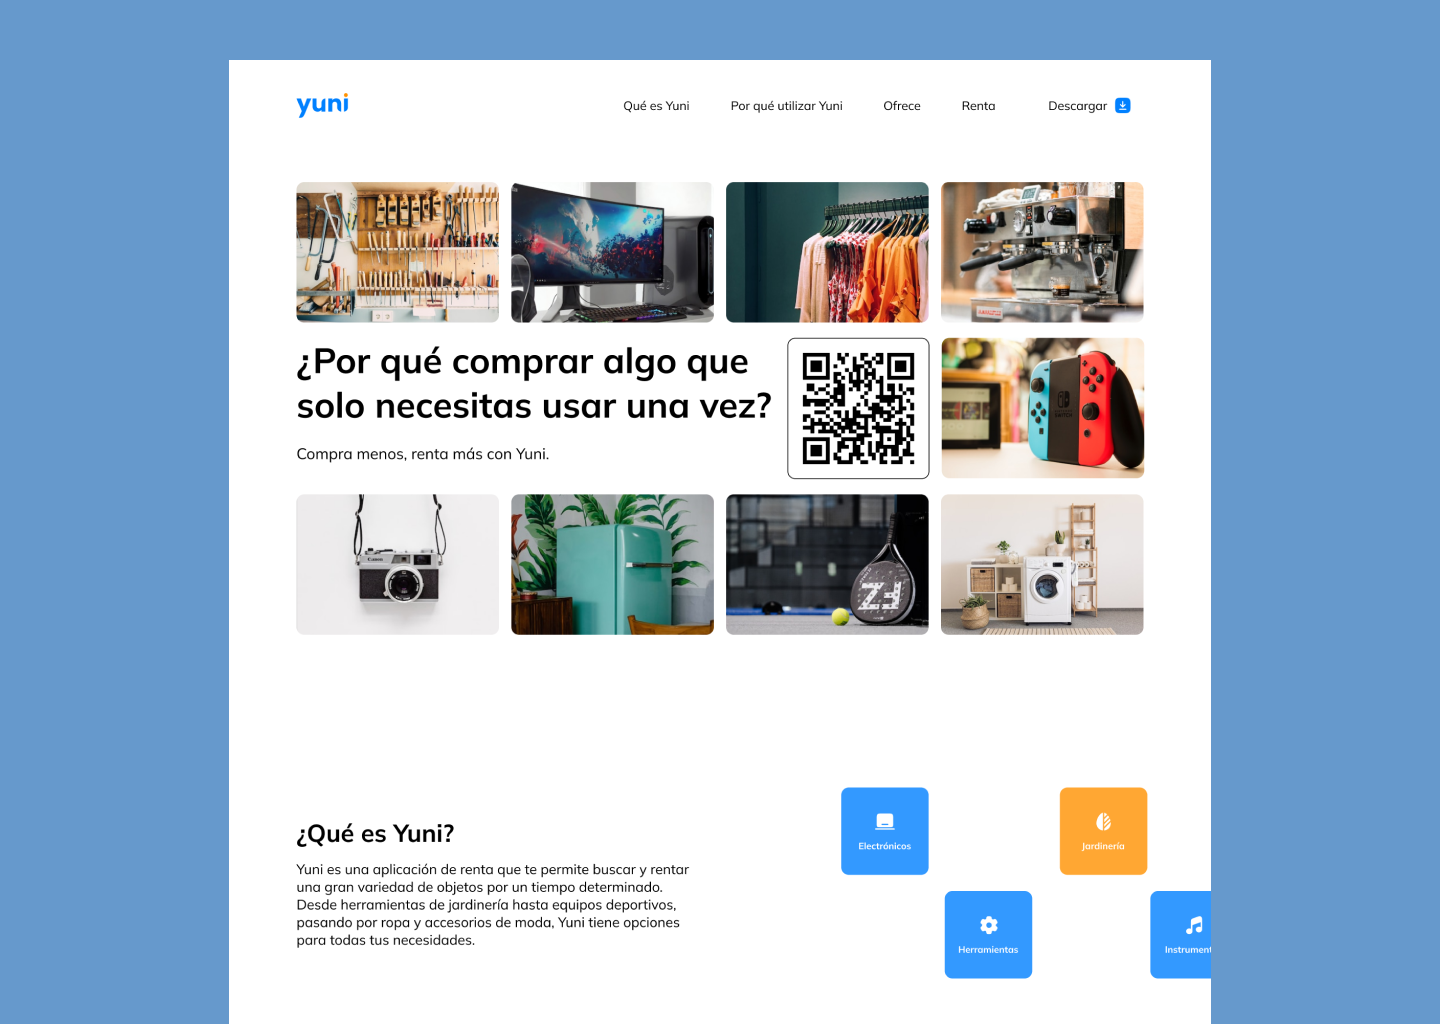 yuni
Qué es Yuni
Por qué utilizar Yuni
Ofrece
Renta
Descargar
¿Por qué comprar algo que
solo necesitas usar una vez?
Compra menos, renta más con Yuni.
SWITCH
Canon
¿Qué es Yuni?
Yuni es una aplicación de renta que te permite buscar y rentar
una gran variedad de objetos por un tiempo determinado.
Desde herramientas de jardinería hasta equipos deportivos,
pasando por ropa y accesorios de moda, Yuni tiene opciones
para todas tus necesidades.
Electrónicos
Jardinería
Herramientas
Instrument